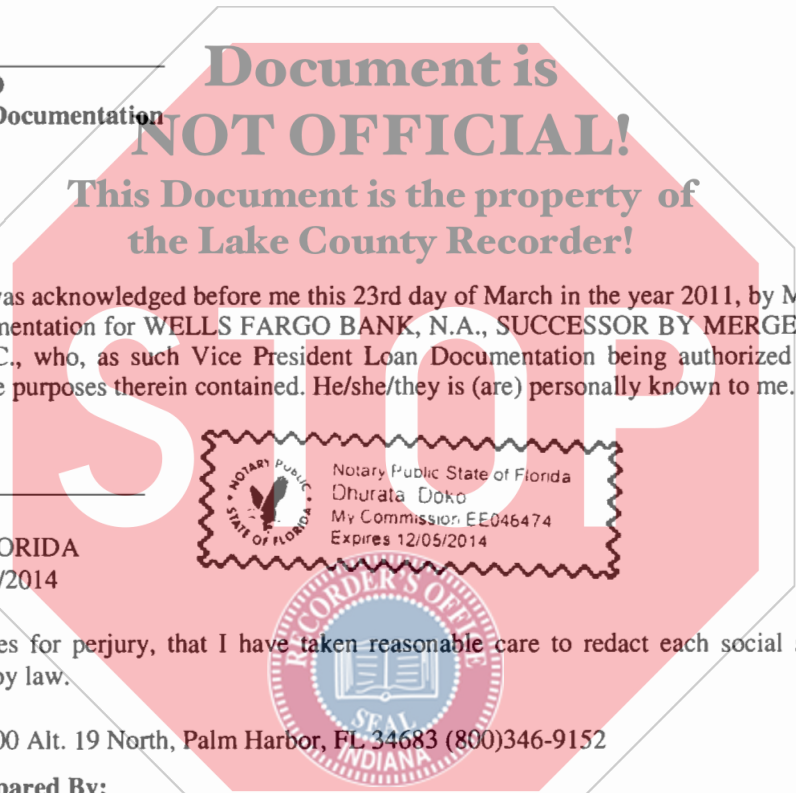 Document is
NOT OFFICIAL!
This Document is the property of
the Lake County Recorder!
STOP
Documentation
was acknowledged before me this 23rd day of March in the year 2011, by M
mentation for WELLS FARGO BANK, N.A., SUCCESSOR BY MERGE
C., who, as such Vice President Loan Documentation being authorized
e purposes therein contained. He/she/they is (are) personally known to me.
NOTARY PUBLIC
STATE OF FLORIDA
Notary Public State of Florida
Dhurata Doko
My Commission EE046474
Expires 12/05/2014
ORIDA
/2014
RECORDER'S OFFICE
SEAL
INDIANA
es for perjury, that I have taken reasonable care to redact each social s
by law.
00 Alt. 19 North, Palm Harbor, FL 34683 (800)346-9152
pared By: